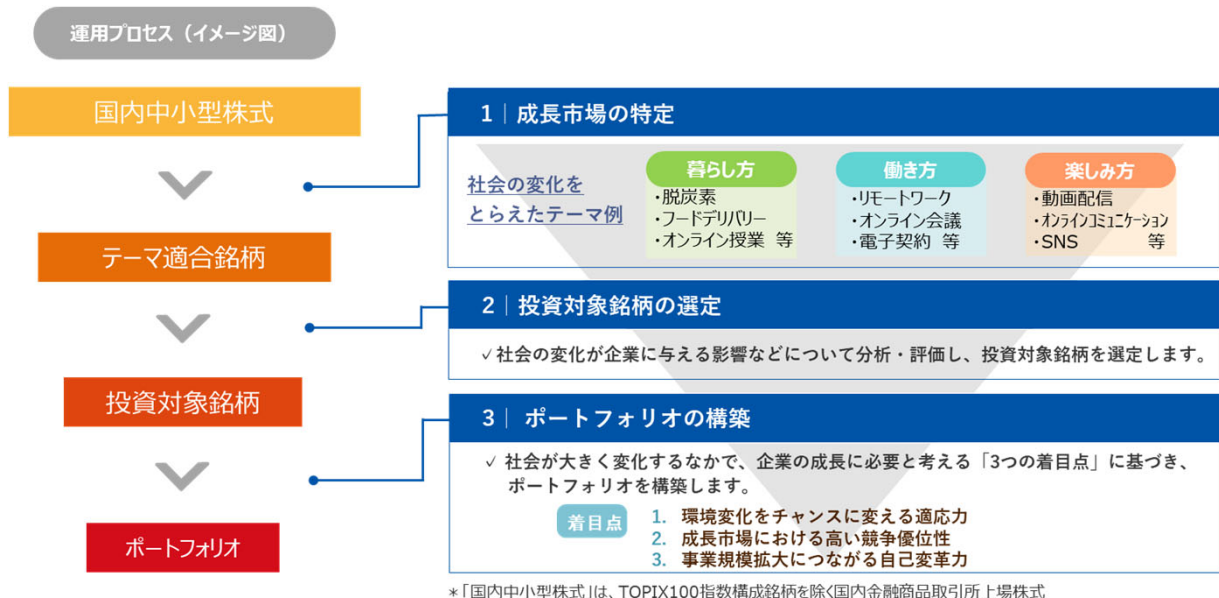 運用プロセス（イメージ図）
国内中小型株式
テーマ適合銘柄
投資対象銘柄
ポートフォリオ
1｜成長市場の特定
社会の変化を
とらえたテーマ例
暮らし方
・脱炭素
・フードデリバリー
・オンライン授業 等
働き方
・リモートワーク
・オンライン会議
・電子契約 等
楽しみ方
・動画配信
・オンラインコミュニケーション
・SNS 等
2｜投資対象銘柄の選定
✓社会の変化が企業に与える影響などについて分析・評価し、投資対象銘柄を選定します。
3｜ ポートフォリオの構築
✓ 社会が大きく変化するなかで、企業の成長に必要と考える「3つの着目点」に基づき、
ポートフォリオを構築します。
着目点
1. 環境変化をチャンスに変える適応力
2. 成長市場における高い競争優位性
3. 事業規模拡大につながる自己変革力
＊「国内中小型株式」は、TOPIX100指数構成銘柄を除く国内金融商品取引所上場株式